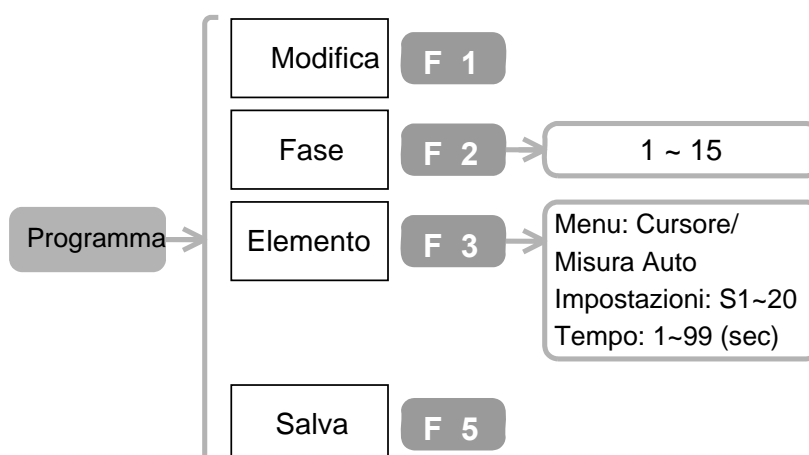 Modifica F 1
Fase F 2 1 ~ 15
Programma
Elemento F 3
Menu: Cursore/
Misura Auto
Impostazioni: S1~20
Tempo: 1~99 (sec)
Salva F 5